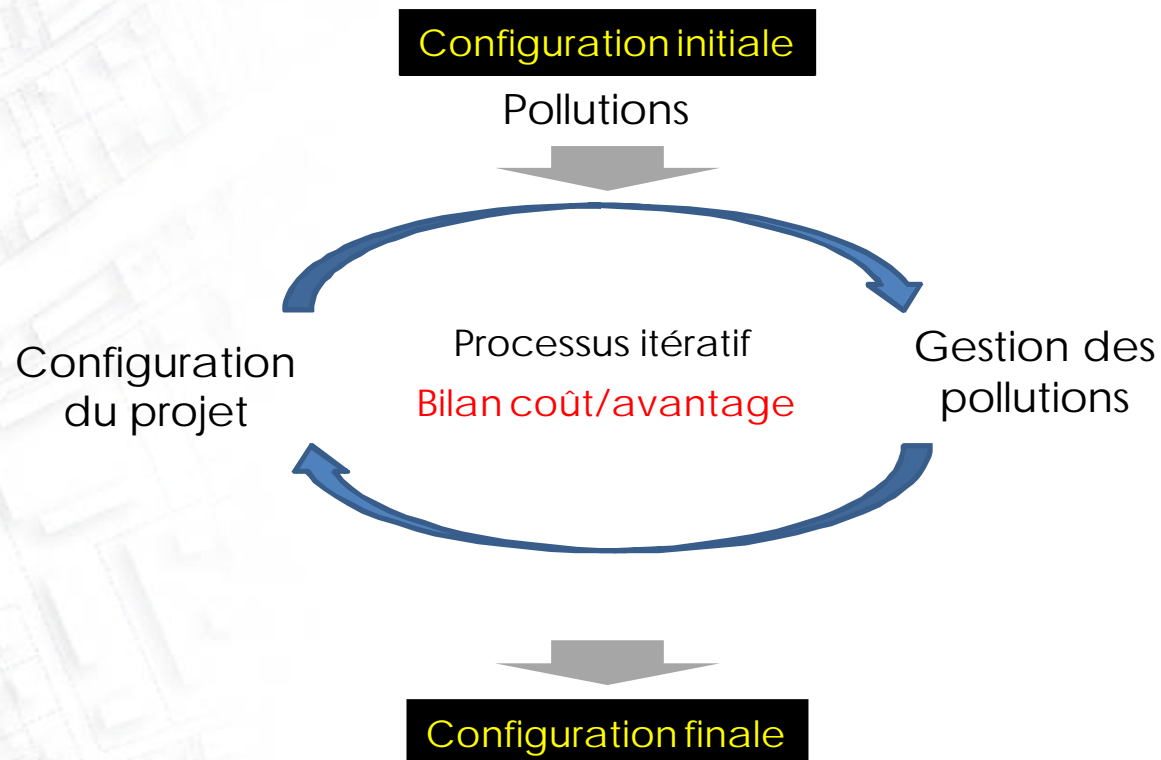 Configuration initiale
Pollutions
Configuration
du projet
Processus itératif
Bilan coût/avantage
Gestion des
pollutions
Configuration finale